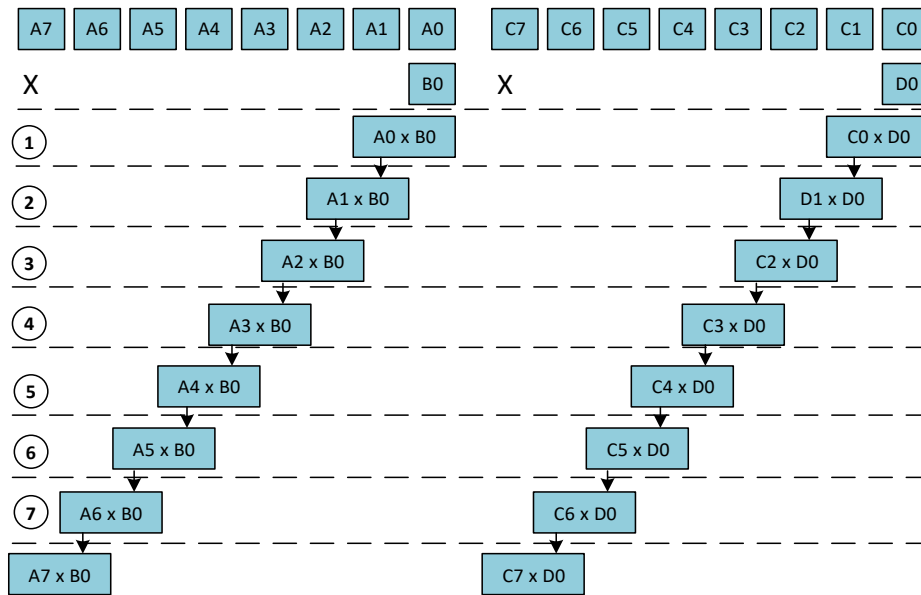 A7 A6 A5 A4 A3 A2 A1 A0 C7 C6 C5 C4 C3 C2 C1 C0
X B0 X D0
1 A0 x B0 C0 x D0
2 A1 x B0 D1 x D0
3 A2 x B0 C2 x D0
4 A3 x B0 C3 x D0
5 A4 x B0 C4 x D0
6 A5 x B0 C5 x D0
7 A6 x B0 C6 x D0
A7 x B0 C7 x D0